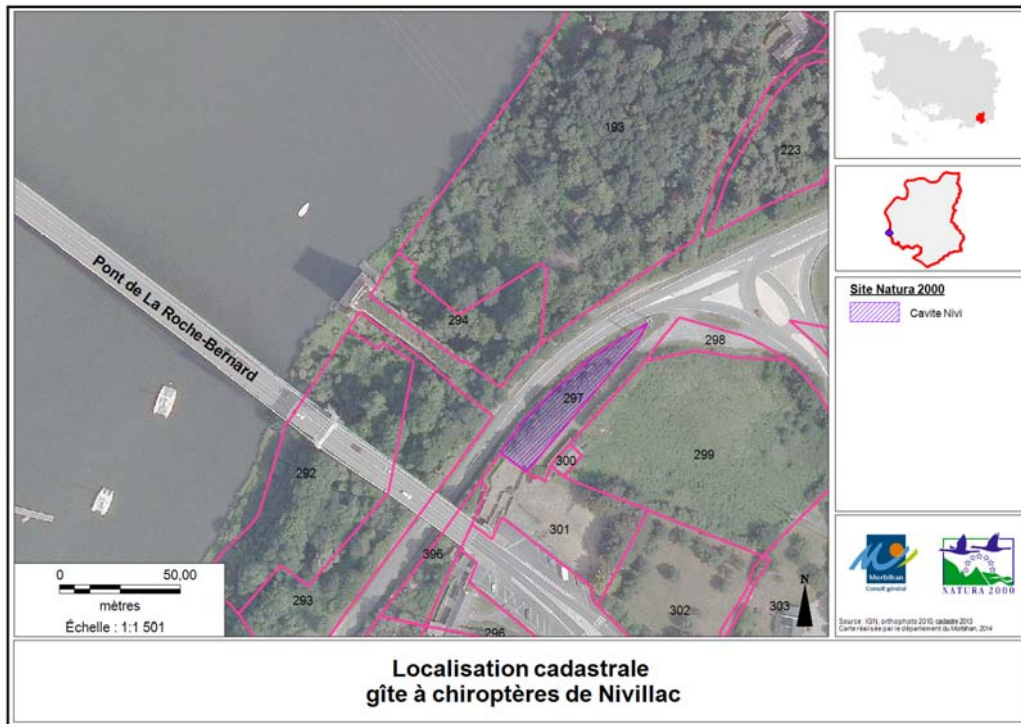 193
223
Pont de La Roche-Bernard
294
298
297
292
300
299
301
396
293
296
302
303
0 50,00
mètres
Échelle : 1:1 501
N
Site Natura 2000
Cavite Nivi
Morbihan
Conseil général
NATURA 2000
Source : IGN, orthophoto 2010, cadastre 2013
Carte réalisée par le département du Morbihan, 2014
Localisation cadastrale
gîte à chiroptères de Nivillac